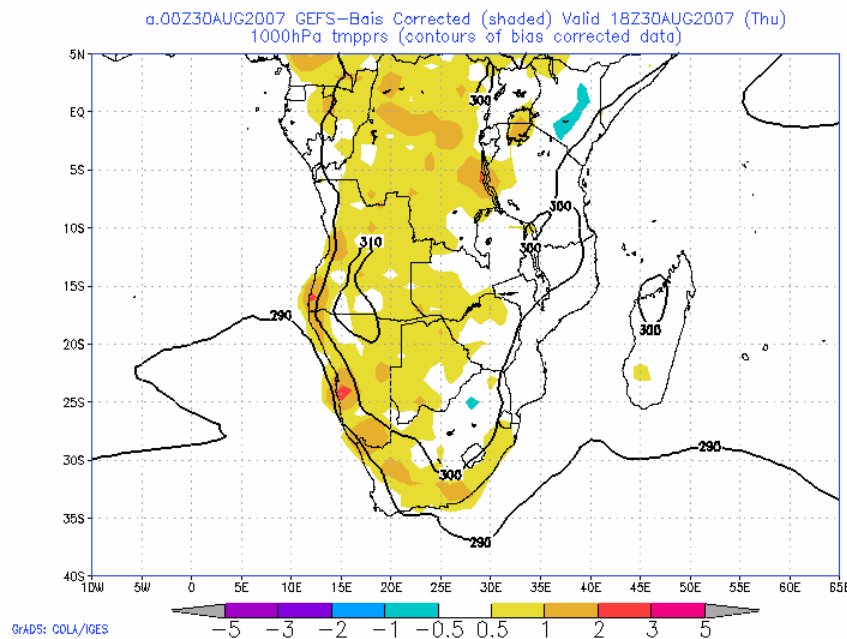 a.00Z30AUG2007 GEFS-Bais Corrected (shaded) Valid 18Z30AUG2007 (Thu)
1000hPa tmpprs (contours of bias corrected data)
5N
300
EQ
5S
300
10S
310
300
15S
290
300
20S
25S
290
30S
300
35S
290
40S
10W 5W 0 5E 10E 15E 20E 25E 30E 35E 40E 45E 50E 55E 60E 65E
-5 -3 -2 -1 -0.5 0.5 1 2 3 5
GrADS: COLA/IGES